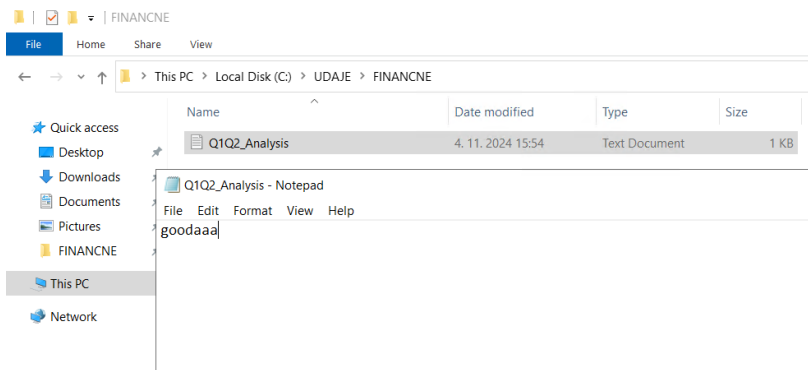 FINANCNE
File Home Share View
This PC Local Disk (C:) UDAJE FINANCNE
Name Date modified Type Size
Quick access
Q1Q2_Analysis 4. 11. 2024 15:54 Text Document 1 KB
Desktop
Downloads
Documents
Pictures
FINANCNE
This PC
Network
Q1Q2_Analysis - Notepad
File Edit Format View Help
goodaaa